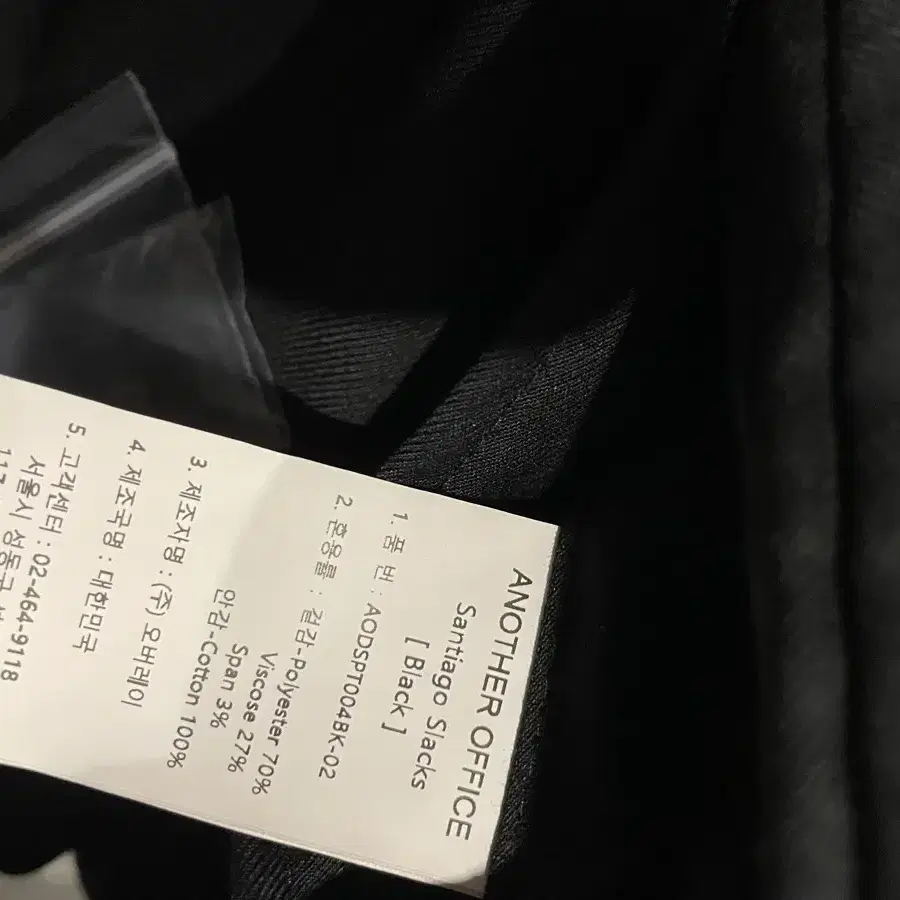 ANOTHER OFFICE
Santiago Slacks
[ Black ]
1. 품 번 : AODSPT004BK-02
2. 혼용률 : 겉감-Polyester 70%
Viscose 27%
Span 3%
안감-Cotton 100%
3. 제조자명 : (주) 오버레이
4. 제조국명 : 대한민국
5. 고객센터 : 02-464-9118
서울시 성동구